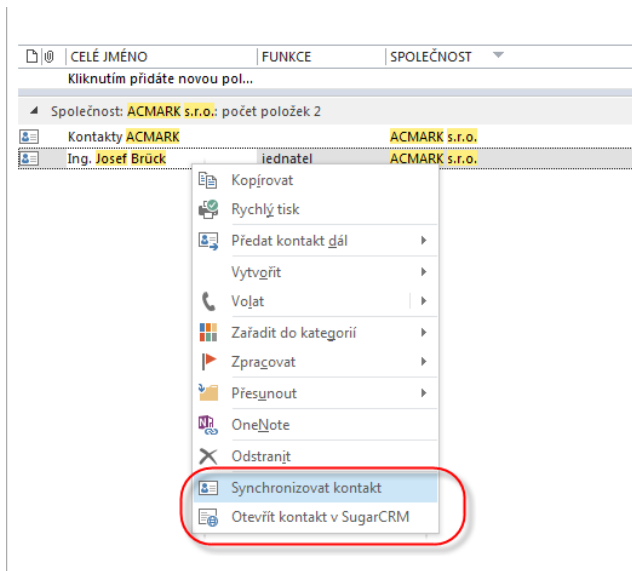 CELÉ JMÉNO FUNKCE SPOLEČNOST
Kliknutím přidáte novou pol...
Společnost: ACMARK s.r.o.: počet položek 2
Kontakty ACMARK ACMARK s.r.o.
Ing. Josef Brück jednatel ACMARK s.r.o.
Kopírovat
Rychlý tisk
Předat kontakt dál
Vytvořit
Volat
Zařadit do kategorií
Zpracovat
Přesunout
OneNote
Odstranit
Synchronizovat kontakt
Otevřít kontakt v SugarCRM